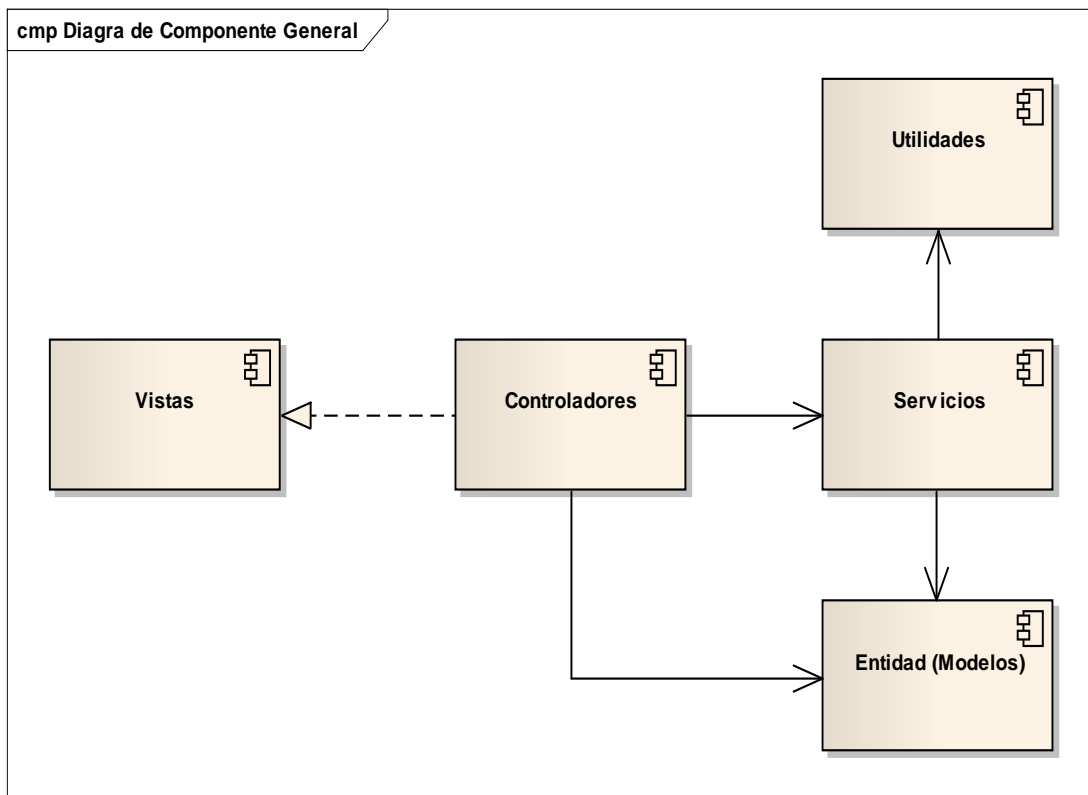 cmp Diagra de Componente General
Utilidades
Vistas
Controladores
Servicios
Entidad (Modelos)